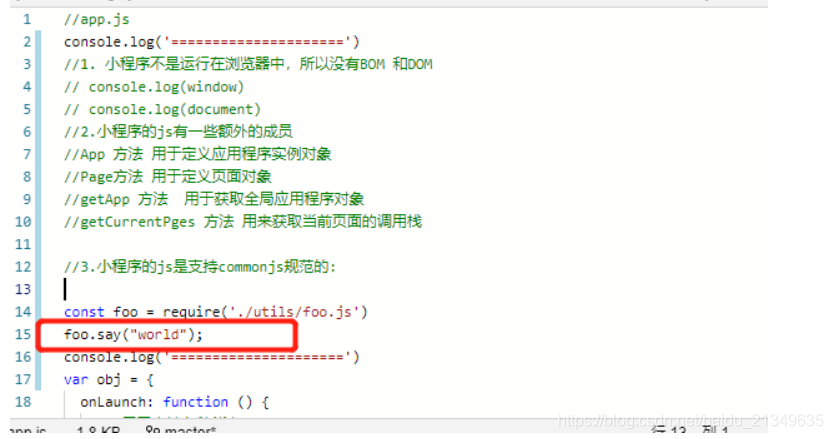 1 //app.js
2 console.log('=====================')
3 //1. 小程序不是运行在浏览器中，所以没有BOM 和DOM
4 // console.log(window)
5 // console.log(document)
6 //2.小程序的js有一些额外的成员
7 //App 方法 用于定义应用程序实例对象
8 //Page方法 用于定义页面对象
9 //getApp 方法  用于获取全局应用程序对象
10 //getCurrentPges 方法 用来获取当前页面的调用栈
11
12 //3.小程序的js是支持commonjs规范的:
13
14 const foo = require('./utils/foo.js')
15 foo.say("world");
16 console.log('=====================')
17 var obj = {
18 onLaunch: function () {
app.js 1.8 KB master* 行 13, 列 1
https://blog.csdn.net/baidu_21349635